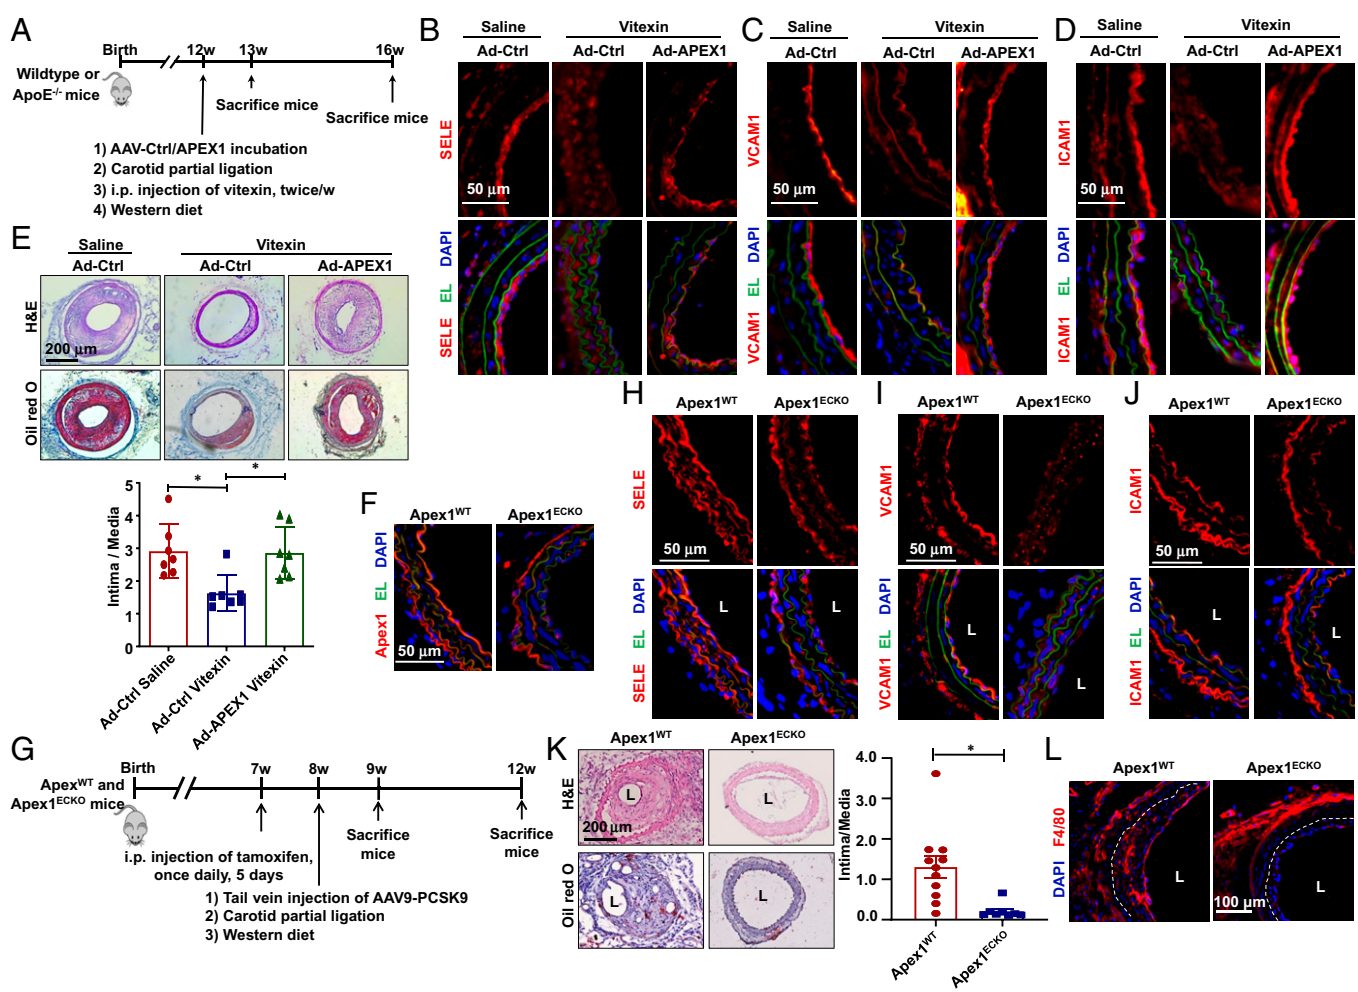 A
Birth
12w
13w
16w
Wildtype or
ApoE-/- mice
Sacrifice mice
Sacrifice mice
1) AAV-Ctrl/APEX1 incubation
2) Carotid partial ligation
3) i.p. injection of vitexin, twice/w
4) Western diet
B
Saline
Vitexin
Ad-Ctrl
Ad-Ctrl
Ad-APEX1
SELE
50 μm
SELE EL DAPI
C
Saline
Vitexin
Ad-Ctrl
Ad-Ctrl
Ad-APEX1
VCAM1
50 μm
VCAM1 EL DAPI
D
Saline
Vitexin
Ad-Ctrl
Ad-Ctrl
Ad-APEX1
ICAM1
50 μm
ICAM1 EL DAPI
E
Saline
Vitexin
Ad-Ctrl
Ad-Ctrl
Ad-APEX1
H&E
200 μm
Oil red O
Intima / Media
5
4
3
2
1
0
*
*
Ad-Ctrl Saline
Ad-Ctrl Vitexin
Ad-APEX1 Vitexin
F
Apex1WT
Apex1ECKO
Apex1 EL DAPI
50 μm
H
Apex1WT
Apex1ECKO
SELE
50 μm
SELE EL DAPI
L
L
I
Apex1WT
Apex1ECKO
VCAM1
50 μm
VCAM1 EL DAPI
L
L
J
Apex1WT
Apex1ECKO
ICAM1
50 μm
ICAM1 EL DAPI
L
L
G
Birth
7w
8w
9w
12w
ApexWT and
Apex1ECKO mice
Sacrifice
mice
Sacrifice
mice
i.p. injection of tamoxifen,
once daily, 5 days
1) Tail vein injection of AAV9-PCSK9
2) Carotid partial ligation
3) Western diet
K
Apex1WT
Apex1ECKO
H&E
L
L
200 μm
Oil red O
L
L
Intima/Media
4.0
3.0
2.0
1.0
0.0
*
Apex1WT
Apex1ECKO
L
Apex1WT
Apex1ECKO
DAPI F4/80
L
L
100 μm